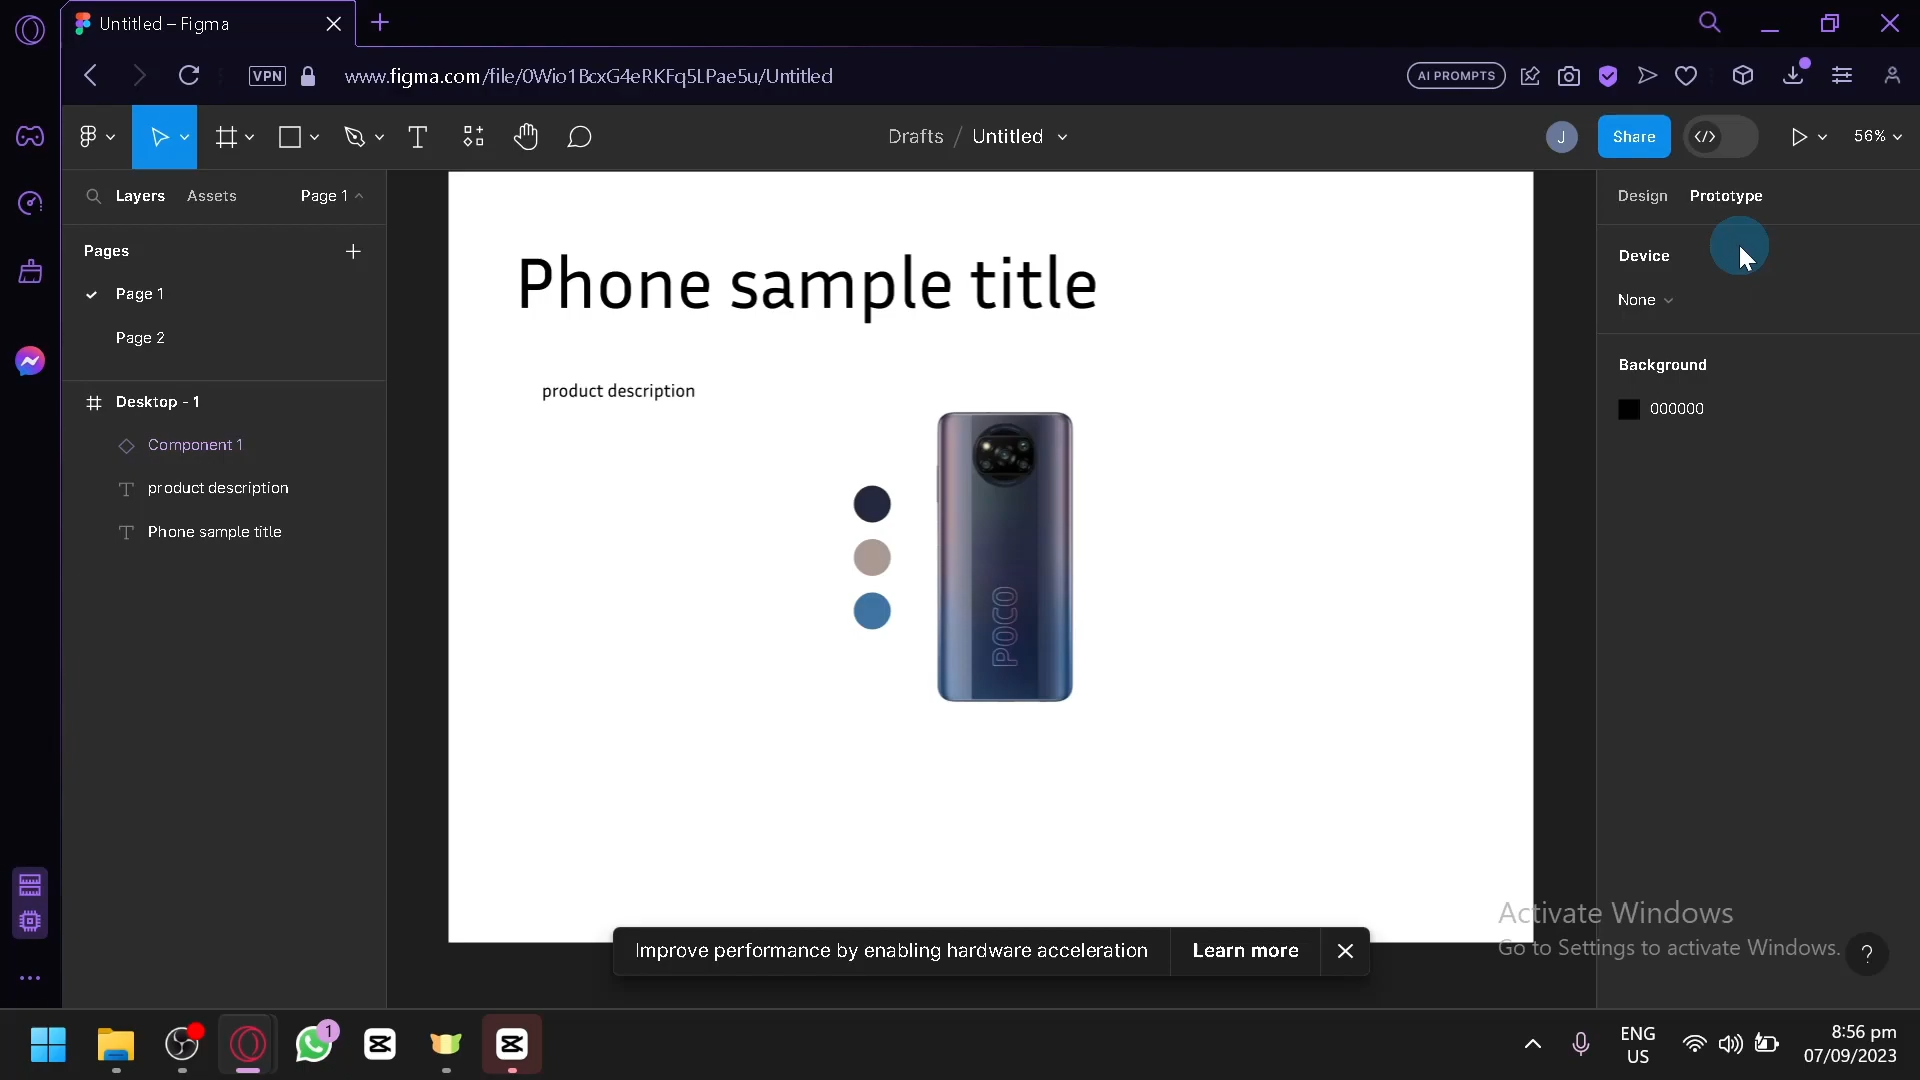 Untitled – Figma
VPN
www.figma.com/file/0Wio1BcxG4eRKFq5LPae5u/Untitled
AI PROMPTS
Drafts / Untitled
J
Share
56%
Layers
Assets
Page 1
Design
Prototype
Pages
Page 1
Page 2
Desktop - 1
Component 1
product description
Phone sample title
Phone sample title
product description
POCO
Device
None
Background
000000
Improve performance by enabling hardware acceleration
Learn more
Activate Windows
Go to Settings to activate Windows.
?
1
ENG
US
8:56 pm
07/09/2023